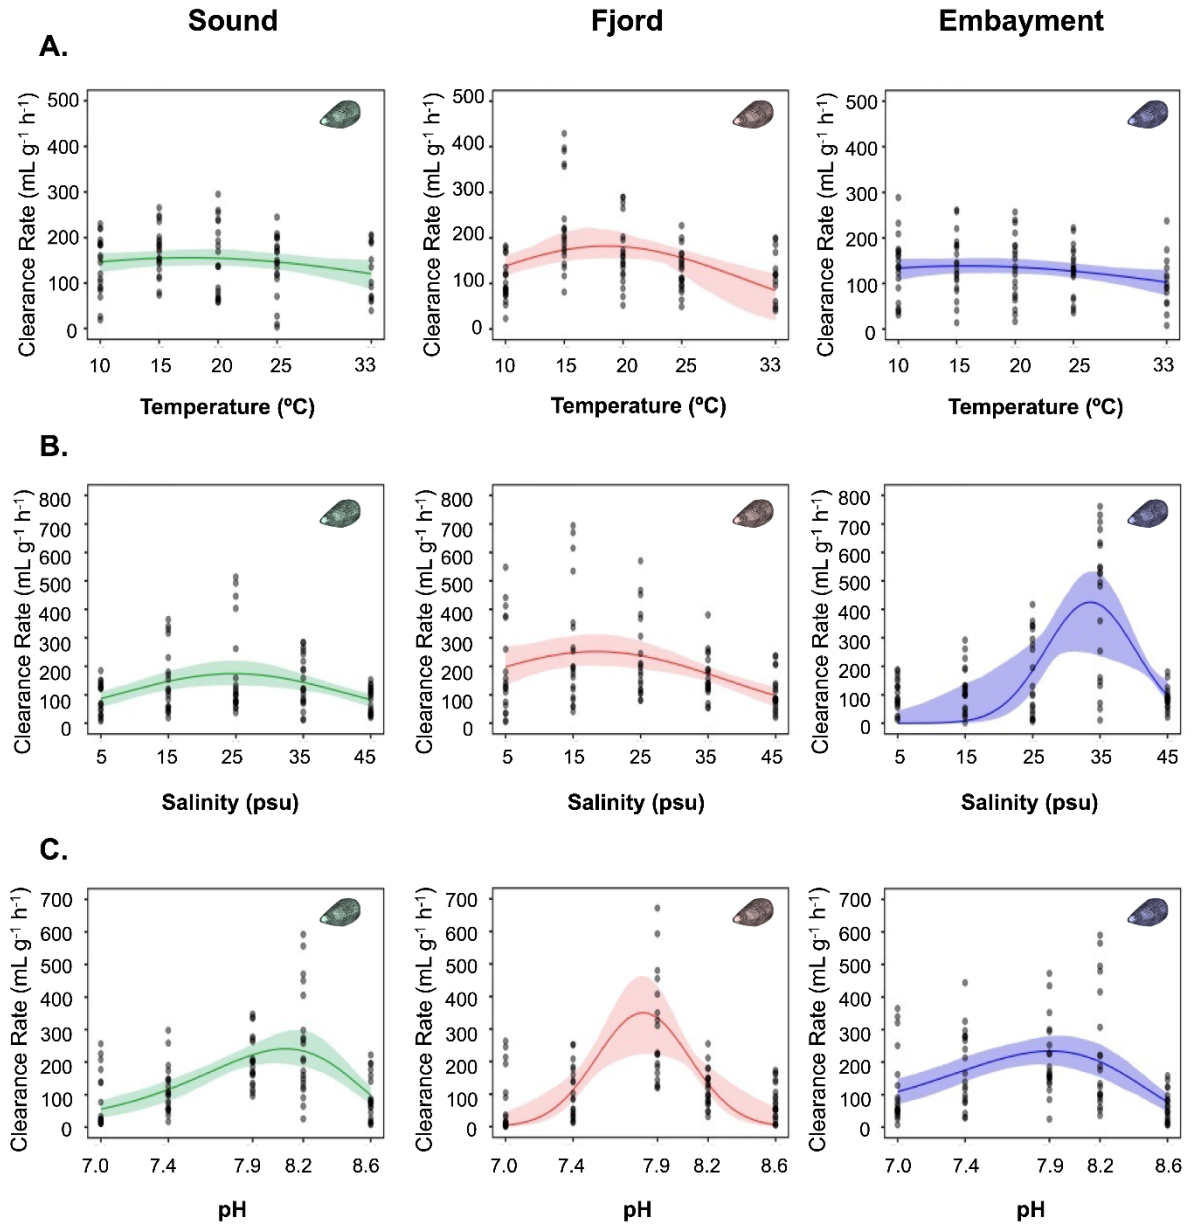 Sound Fjord Embayment
A.
Clearance Rate (mL g⁻¹ h⁻¹) Clearance Rate (mL g⁻¹ h⁻¹) Clearance Rate (mL g⁻¹ h⁻¹)
500 500 500
400 400 400
300 300 300
200 200 200
100 100 100
0 0 0
10 15 20 25 33 10 15 20 25 33 10 15 20 25 33
Temperature (ºC) Temperature (ºC) Temperature (ºC)
B.
Clearance Rate (mL g⁻¹ h⁻¹) Clearance Rate (mL g⁻¹ h⁻¹) Clearance Rate (mL g⁻¹ h⁻¹)
800 800 800
700 700 700
600 600 600
500 500 500
400 400 400
300 300 300
200 200 200
100 100 100
0 0 0
5 15 25 35 45 5 15 25 35 45 5 15 25 35 45
Salinity (psu) Salinity (psu) Salinity (psu)
C.
Clearance Rate (mL g⁻¹ h⁻¹) Clearance Rate (mL g⁻¹ h⁻¹) Clearance Rate (mL g⁻¹ h⁻¹)
700 700 700
600 600 600
500 500 500
400 400 400
300 300 300
200 200 200
100 100 100
0 0 0
7.0 7.4 7.9 8.2 8.6 7.0 7.4 7.9 8.2 8.6 7.0 7.4 7.9 8.2 8.6
pH pH pH